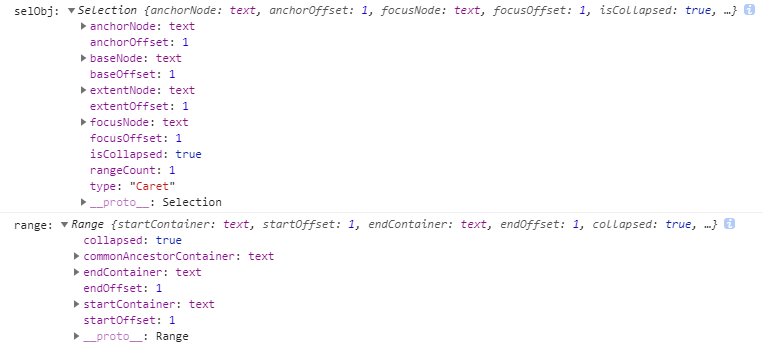 selObj: ▼Selection {anchorNode: text, anchorOffset: 1, focusNode: text, focusOffset: 1, isCollapsed: true, …} i
▶anchorNode: text
anchorOffset: 1
▶baseNode: text
baseOffset: 1
▶extentNode: text
extentOffset: 1
▶focusNode: text
focusOffset: 1
isCollapsed: true
rangeCount: 1
type: "Caret"
▶__proto__: Selection
range: ▼Range {startContainer: text, startOffset: 1, endContainer: text, endOffset: 1, collapsed: true, …} i
collapsed: true
▶commonAncestorContainer: text
▶endContainer: text
endOffset: 1
▶startContainer: text
startOffset: 1
▶__proto__: Range